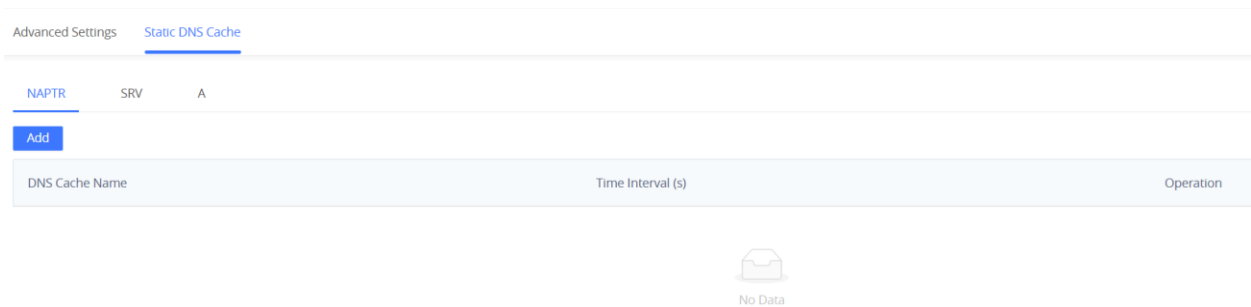 Advanced Settings Static DNS Cache
NAPTR SRV A
Add
DNS Cache Name Time Interval (s) Operation
No Data